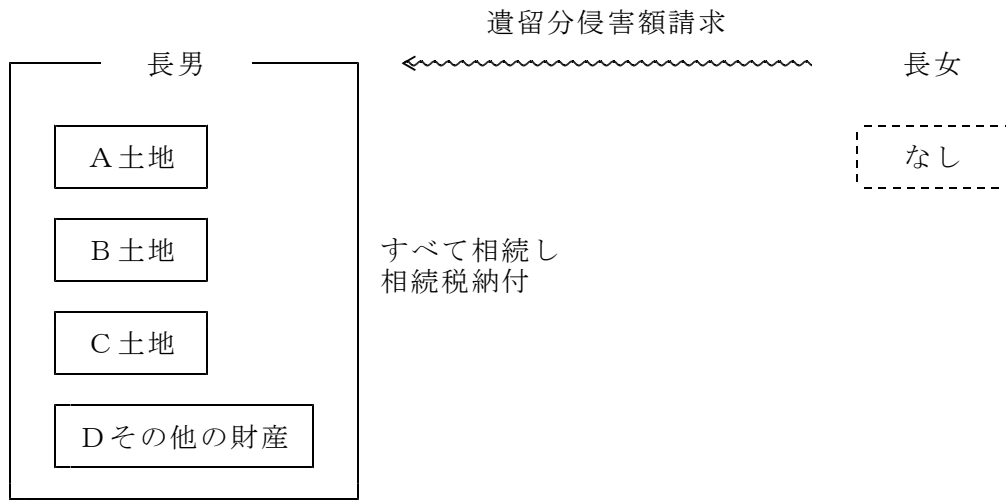 遺留分侵害額請求
長男
長女
A土地
なし
B土地
すべて相続し
相続税納付
C土地
Dその他の財産